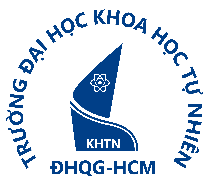 TRƯỜNG ĐẠI HỌC KHOA HỌC TỰ NHIÊN
KHTN
ĐHQG-HCM